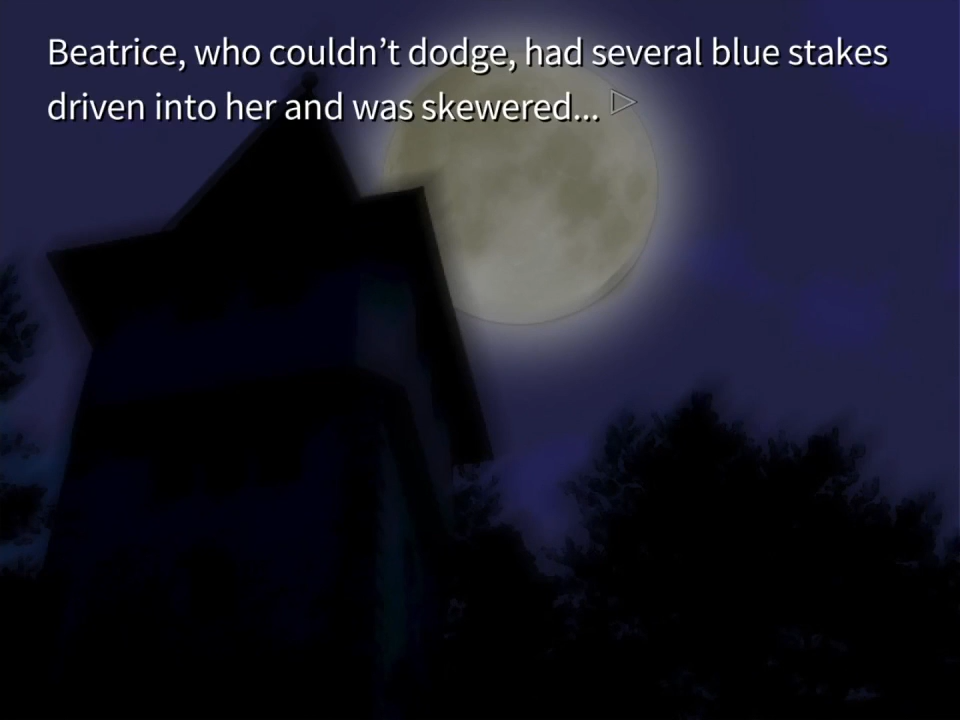 Beatrice, who couldn’t dodge, had several blue stakes
driven into her and was skewered...